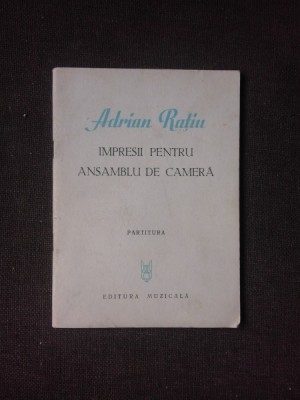 Adrian Rațiu
IMPRESII PENTRU
ANSAMBLU DE CAMERĂ
PARTITURA
EDITURA MUZICALĂ